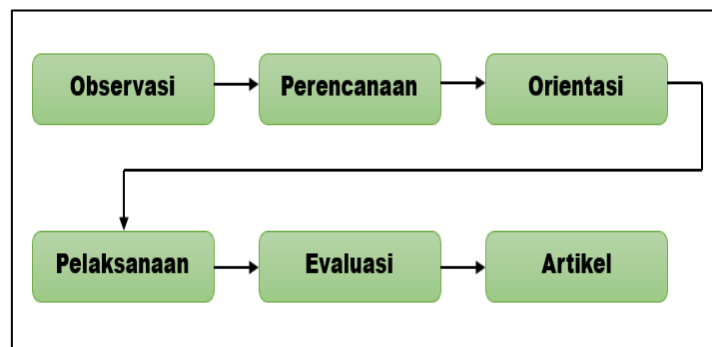 Observasi
Perencanaan
Orientasi
Pelaksanaan
Evaluasi
Artikel